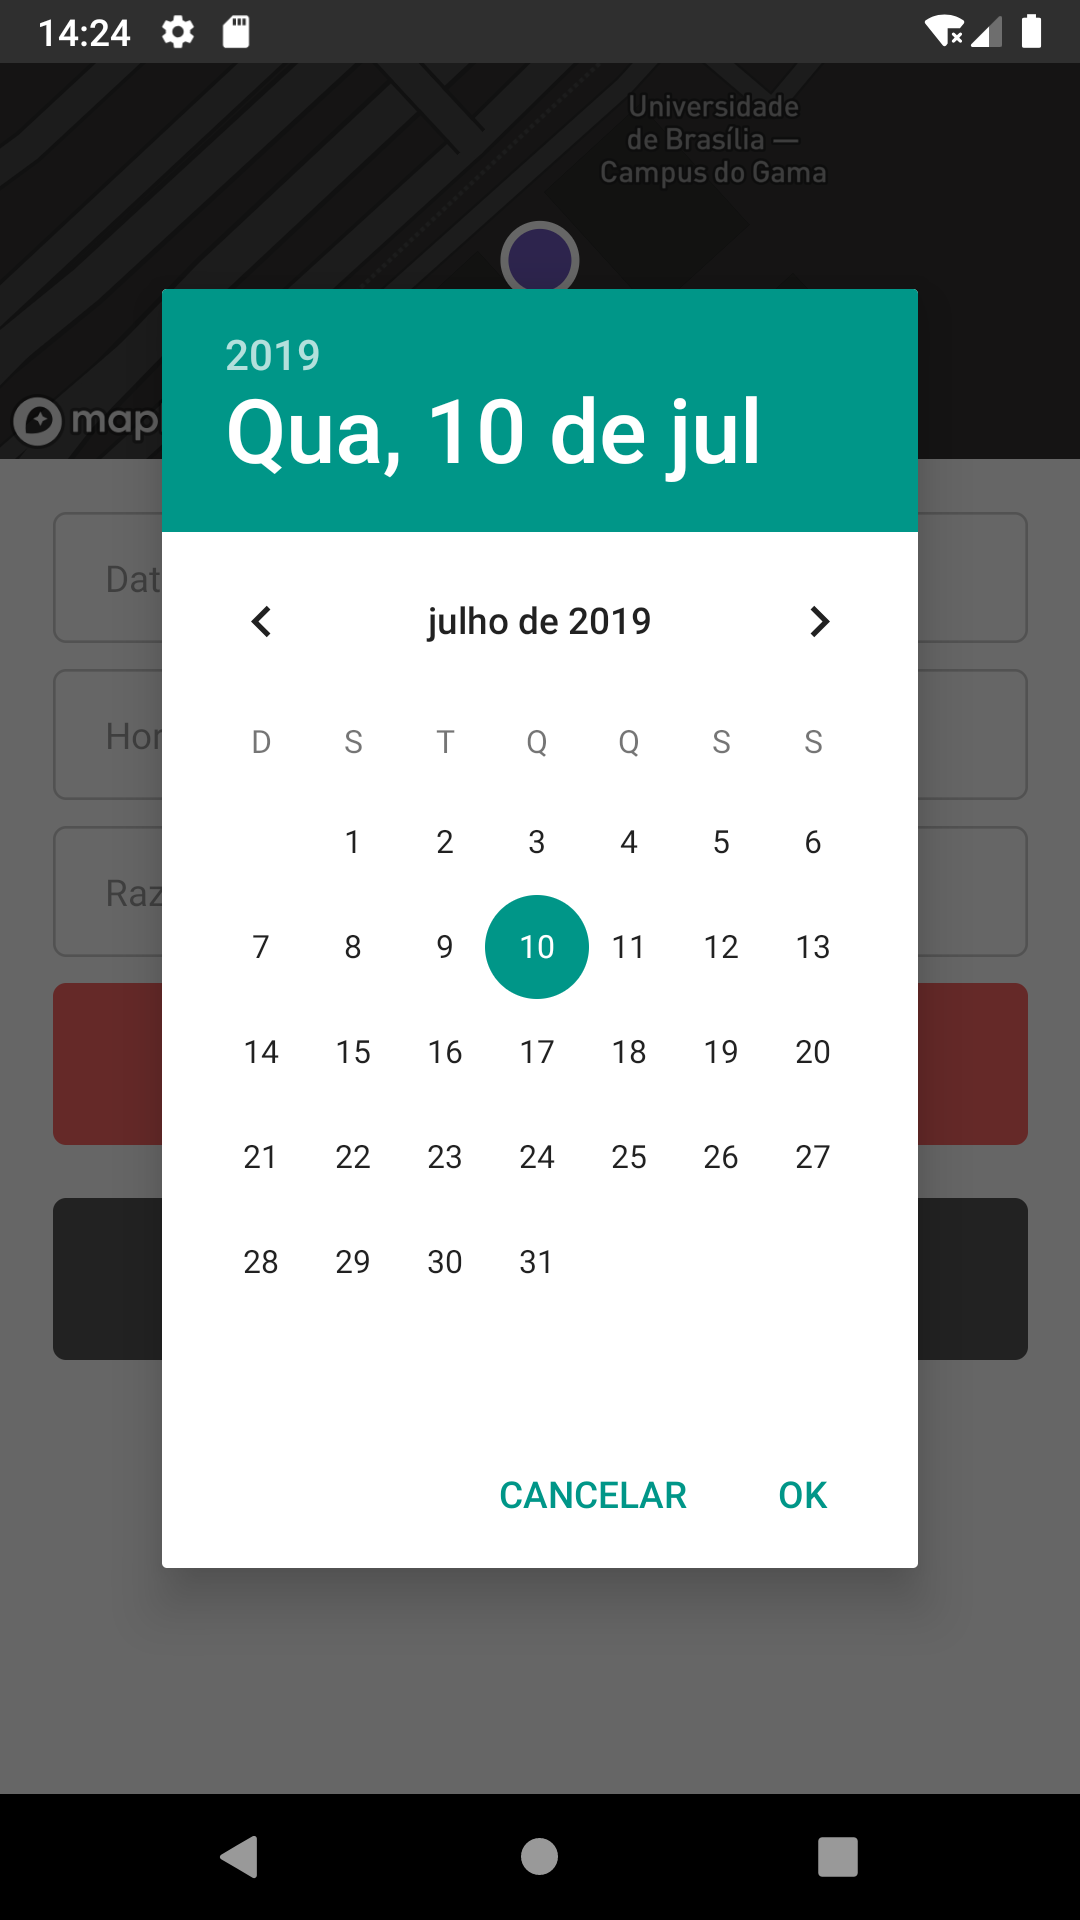 14:24
Universidade
de Brasília —
Campus do Gama
map
2019
Qua, 10 de jul
Dat
julho de 2019
Hor
D S T Q Q S S
1 2 3 4 5 6
Raz
7 8 9 10 11 12 13
14 15 16 17 18 19 20
21 22 23 24 25 26 27
28 29 30 31
CANCELAR OK